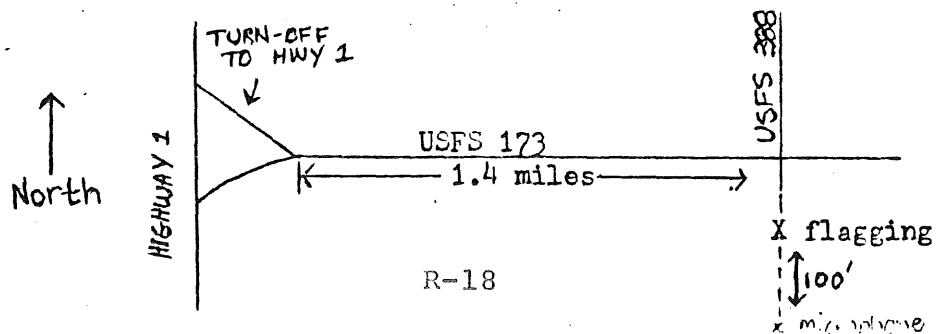 TURN-OFF
TO HWY 1
USFS 388
North
HIGHWAY 1
USFS 173
1.4 miles
X flagging
100'
R-18
x microphone